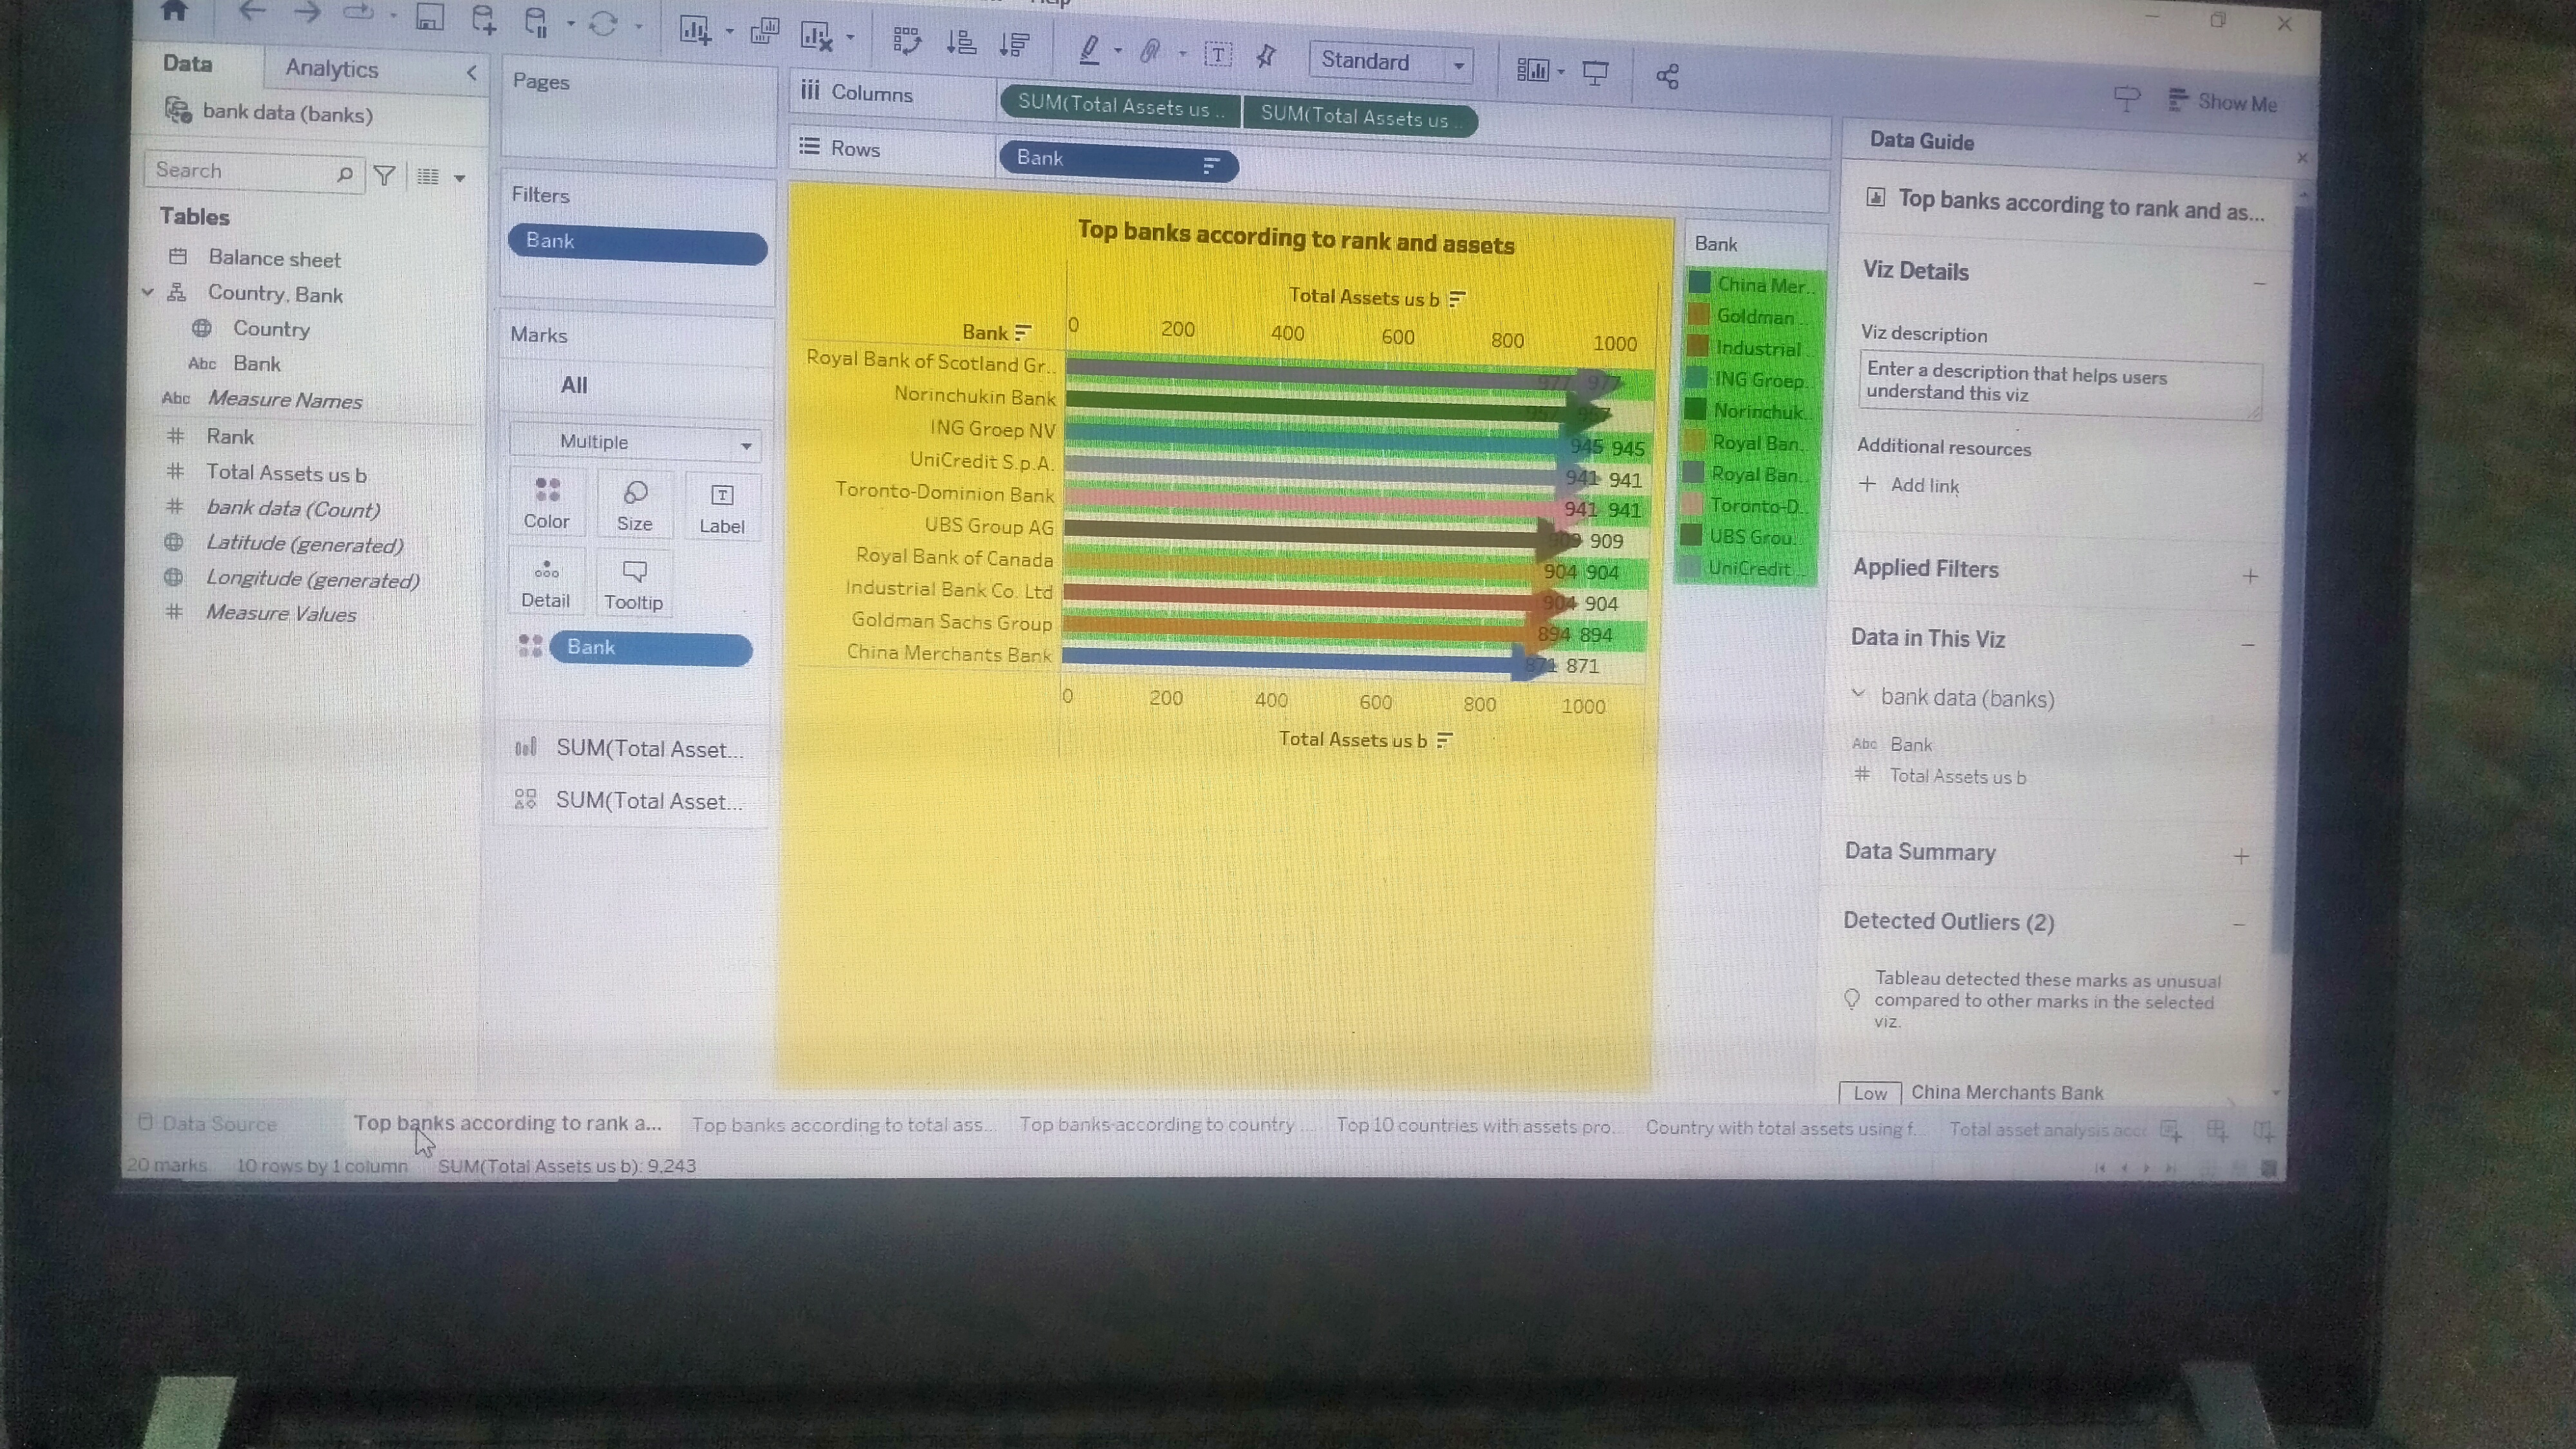 Standard
Show Me
Data
Analytics
bank data (banks)
Search
Tables
Balance sheet
Country, Bank
Country
Abc Bank
Abc Measure Names
# Rank
# Total Assets us b
# bank data (Count)
Latitude (generated)
Longitude (generated)
# Measure Values
Pages
Filters
Bank
Marks
All
Multiple
Color
Size
T
Label
Detail
Tooltip
Bank
SUM(Total Asset...
SUM(Total Asset...
Columns
SUM(Total Assets us ..
SUM(Total Assets us ..
Rows
Bank
Top banks according to rank and assets
Total Assets us b
Bank
0 200 400 600 800 1000
Royal Bank of Scotland Gr.. 977 977
Norinchukin Bank 957 957
ING Groep NV 945 945
UniCredit S.p.A. 941 941
Toronto-Dominion Bank 941 941
UBS Group AG 909 909
Royal Bank of Canada 904 904
Industrial Bank Co. Ltd 904 904
Goldman Sachs Group 894 894
China Merchants Bank 871 871
0 200 400 600 800 1000
Total Assets us b
Bank
China Mer..
Goldman ..
Industrial ..
ING Groep..
Norinchuk..
Royal Ban..
Royal Ban..
Toronto-D..
UBS Grou..
UniCredit ..
Data Guide
Top banks according to rank and as...
Viz Details
Viz description
Enter a description that helps users
understand this viz
Additional resources
+ Add link
Applied Filters
Data in This Viz
bank data (banks)
Abc Bank
# Total Assets us b
Data Summary
Detected Outliers (2)
Tableau detected these marks as unusual
compared to other marks in the selected
viz.
Low China Merchants Bank
Data Source
Top banks according to rank a...
Top banks according to total ass...
Top banks according to country ...
Top 10 countries with assets pro...
Country with total assets using f...
Total asset analysis acc
20 marks 10 rows by 1 column SUM(Total Assets us b): 9,243